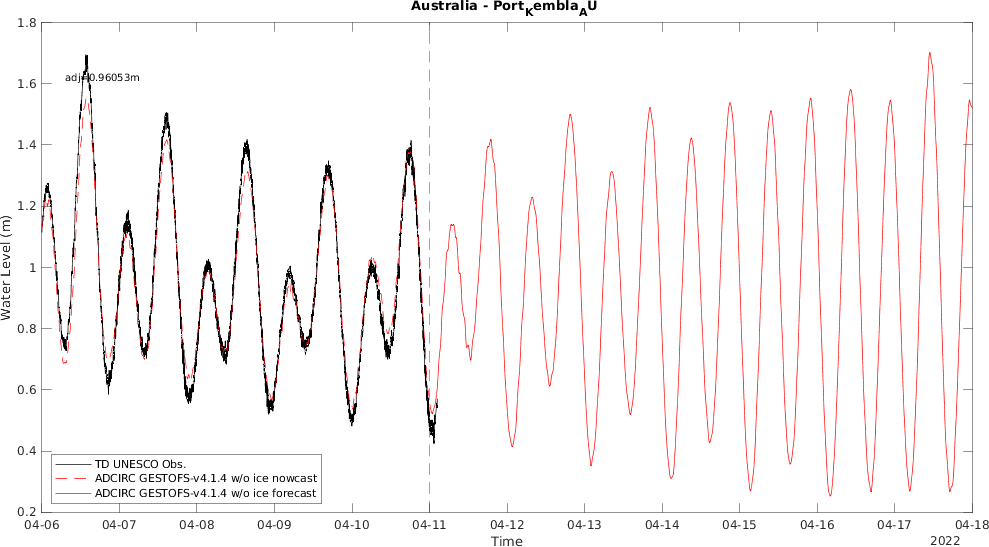 Australia - PortKemblaAU
1.8
1.6
1.4
1.2
1
0.8
0.6
0.4
0.2
Water Level (m)
adj=0.96053m
TD UNESCO Obs.
ADCIRC GESTOFS-v4.1.4 w/o ice nowcast
ADCIRC GESTOFS-v4.1.4 w/o ice forecast
04-06 04-07 04-08 04-09 04-10 04-11 04-12 04-13 04-14 04-15 04-16 04-17 04-18
Time
2022